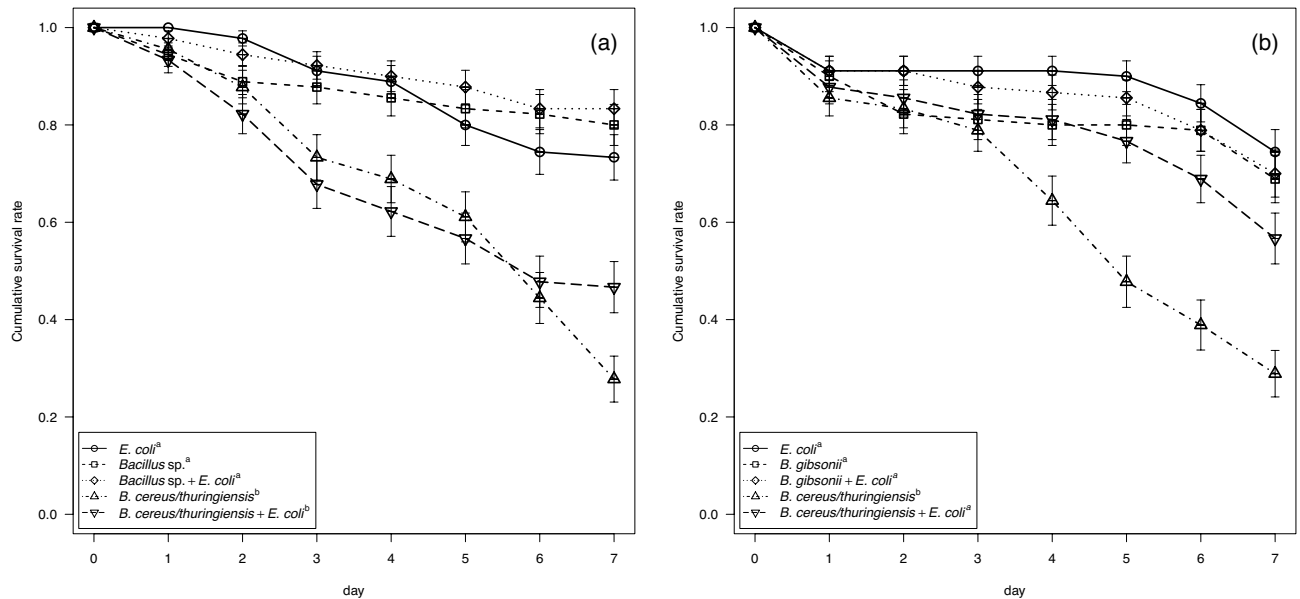 (a)
Cumulative survival rate
1.0
0.8
0.6
0.4
0.2
0.0
E. coliᵃ
Bacillus sp.ᵃ
Bacillus sp. + E. coliᵃ
B. cereus/thuringiensisᵇ
B. cereus/thuringiensis + E. coliᵇ
0 1 2 3 4 5 6 7
day
(b)
Cumulative survival rate
1.0
0.8
0.6
0.4
0.2
0.0
E. coliᵃ
B. gibsoniiᵃ
B. gibsonii + E. coliᵃ
B. cereus/thuringiensisᵇ
B. cereus/thuringiensis + E. coliᵃ
0 1 2 3 4 5 6 7
day